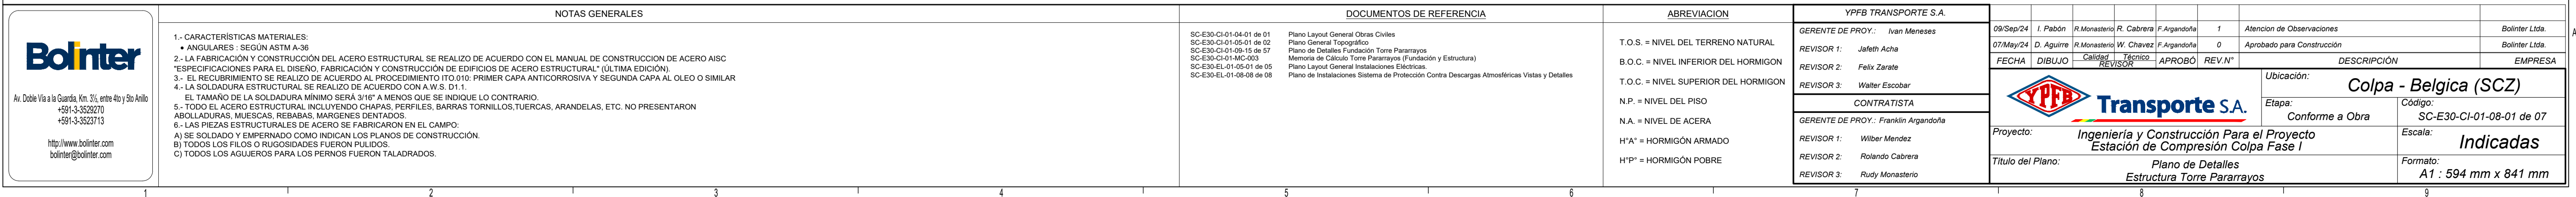 Bolinter
Av. Doble Vía a la Guardia, Km. 3½, entre 4to y 5to Anillo
+591-3-3529270
+591-3-3523713
http://www.bolinter.com
bolinter@bolinter.com
NOTAS GENERALES
1.- CARACTERÍSTICAS MATERIALES:
• ANGULARES : SEGÚN ASTM A-36
2.- LA FABRICACIÓN Y CONSTRUCCIÓN DEL ACERO ESTRUCTURAL SE REALIZO DE ACUERDO CON EL MANUAL DE CONSTRUCCION DE ACERO AISC
"ESPECIFICACIONES PARA EL DISEÑO, FABRICACIÓN Y CONSTRUCCIÓN DE EDIFICIOS DE ACERO ESTRUCTURAL" (ÚLTIMA EDICIÓN).
3.- EL RECUBRIMIENTO SE REALIZO DE ACUERDO AL PROCEDIMIENTO ITO.010: PRIMER CAPA ANTICORROSIVA Y SEGUNDA CAPA AL OLEO O SIMILAR
4.- LA SOLDADURA ESTRUCTURAL SE REALIZO DE ACUERDO CON A.W.S. D1.1.
EL TAMAÑO DE LA SOLDADURA MÍNIMO SERÁ 3/16" A MENOS QUE SE INDIQUE LO CONTRARIO.
5.- TODO EL ACERO ESTRUCTURAL INCLUYENDO CHAPAS, PERFILES, BARRAS TORNILLOS,TUERCAS, ARANDELAS, ETC. NO PRESENTARON
ABOLLADURAS, MUESCAS, REBABAS, MARGENES DENTADOS.
6.- LAS PIEZAS ESTRUCTURALES DE ACERO SE FABRICARON EN EL CAMPO:
A) SE SOLDADO Y EMPERNADO COMO INDICAN LOS PLANOS DE CONSTRUCCIÓN.
B) TODOS LOS FILOS O RUGOSIDADES FUERON PULIDOS.
C) TODOS LOS AGUJEROS PARA LOS PERNOS FUERON TALADRADOS.
DOCUMENTOS DE REFERENCIA
SC-E30-CI-01-04-01 de 01 Plano Layout General Obras Civiles
SC-E30-CI-01-05-01 de 02 Plano General Topográfico
SC-E30-CI-01-09-15 de 57 Plano de Detalles Fundación Torre Pararrayos
SC-E30-CI-01-MC-003 Memoria de Cálculo Torre Pararrayos (Fundación y Estructura)
SC-E30-EL-01-05-01 de 05 Plano Layout General Instalaciones Eléctricas.
SC-E30-EL-01-08-08 de 08 Plano de Instalaciones Sistema de Protección Contra Descargas Atmosféricas Vistas y Detalles
ABREVIACION
T.O.S. = NIVEL DEL TERRENO NATURAL
B.O.C. = NIVEL INFERIOR DEL HORMIGON
T.O.C. = NIVEL SUPERIOR DEL HORMIGON
N.P. = NIVEL DEL PISO
N.A. = NIVEL DE ACERA
H°A° = HORMIGÓN ARMADO
H°P° = HORMIGÓN POBRE
YPFB TRANSPORTE S.A.
GERENTE DE PROY.: Ivan Meneses
REVISOR 1: Jafeth Acha
REVISOR 2: Felix Zarate
REVISOR 3: Walter Escobar
CONTRATISTA
GERENTE DE PROY.: Franklin Argandoña
REVISOR 1: Wilber Mendez
REVISOR 2: Rolando Cabrera
REVISOR 3: Rudy Monasterio
09/Sep/24 I. Pabón R.Monasterio R. Cabrera F.Argandoña 1 Atencion de Observaciones Bolinter Ltda.
07/May/24 D. Aguirre R.Monasterio W. Chavez F.Argandoña 0 Aprobado para Construcción Bolinter Ltda.
FECHA DIBUJO Calidad Técnico REVISOR APROBÓ REV.N° DESCRIPCIÓN EMPRESA
YPFB Transporte S.A.
Ubicación: Colpa - Belgica (SCZ)
Etapa: Conforme a Obra
Código: SC-E30-CI-01-08-01 de 07
Proyecto: Ingeniería y Construcción Para el Proyecto
Estación de Compresión Colpa Fase I
Escala: Indicadas
Titulo del Plano: Plano de Detalles
Estructura Torre Pararrayos
Formato: A1 : 594 mm x 841 mm
A
1 2 3 4 5 6 7 8 9